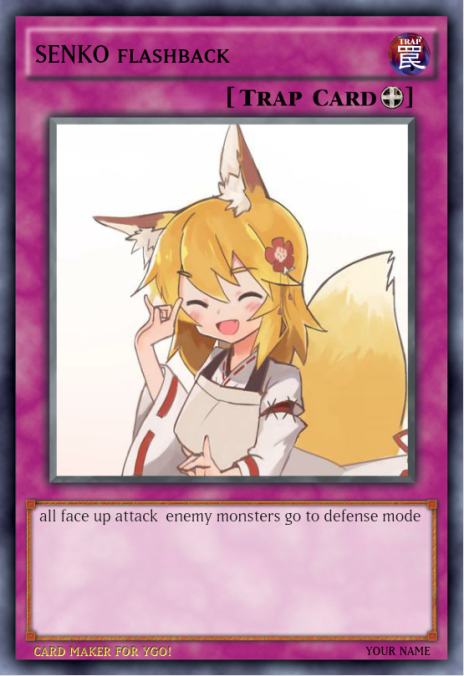 SENKO FLASHBACK
TRAP
罠
[TRAP CARD]
all face up attack enemy monsters go to defense mode
CARD MAKER FOR YGO!
YOUR NAME